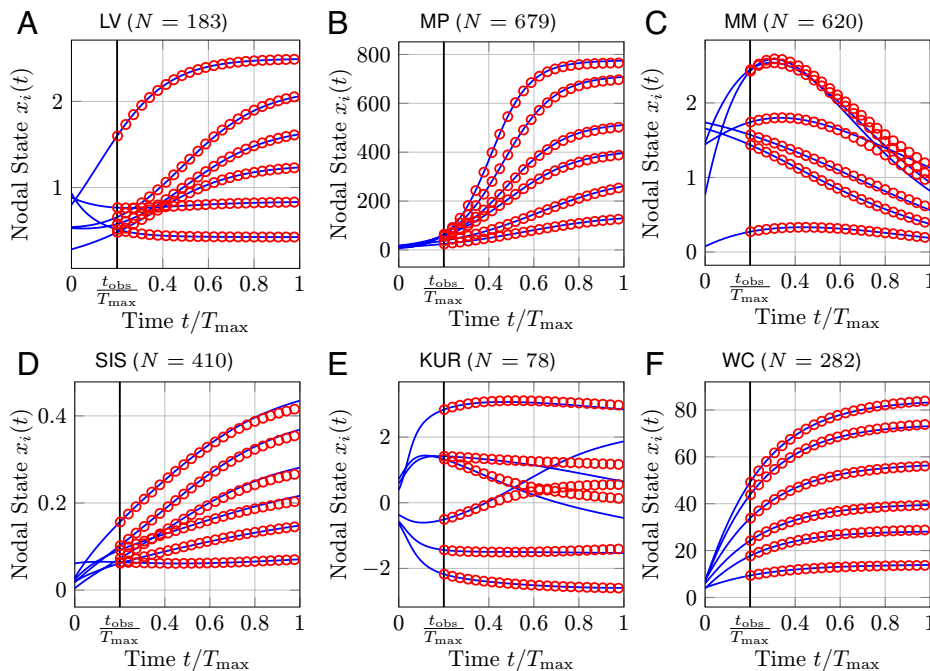 A LV (N = 183)
Nodal State x_i(t)
2
1
0 t_obs/T_max 0.4 0.6 0.8 1
Time t/T_max
B MP (N = 679)
Nodal State x_i(t)
800
600
400
200
0
0 t_obs/T_max 0.4 0.6 0.8 1
Time t/T_max
C MM (N = 620)
Nodal State x_i(t)
2
1
0
0 t_obs/T_max 0.4 0.6 0.8 1
Time t/T_max
D SIS (N = 410)
Nodal State x_i(t)
0.4
0.2
0
0 t_obs/T_max 0.4 0.6 0.8 1
Time t/T_max
E KUR (N = 78)
Nodal State x_i(t)
2
0
−2
0 t_obs/T_max 0.4 0.6 0.8 1
Time t/T_max
F WC (N = 282)
Nodal State x_i(t)
80
60
40
20
0
0 t_obs/T_max 0.4 0.6 0.8 1
Time t/T_max